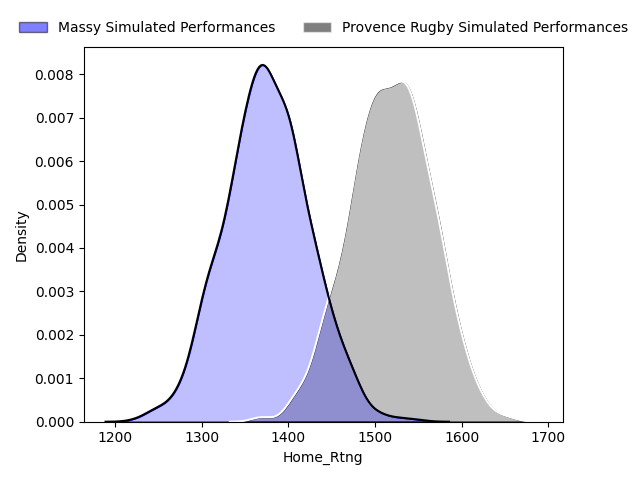 Massy Simulated Performances
Provence Rugby Simulated Performances
Density
0.008
0.007
0.006
0.005
0.004
0.003
0.002
0.001
0.000
1200 1300 1400 1500 1600 1700
Home_Rtng